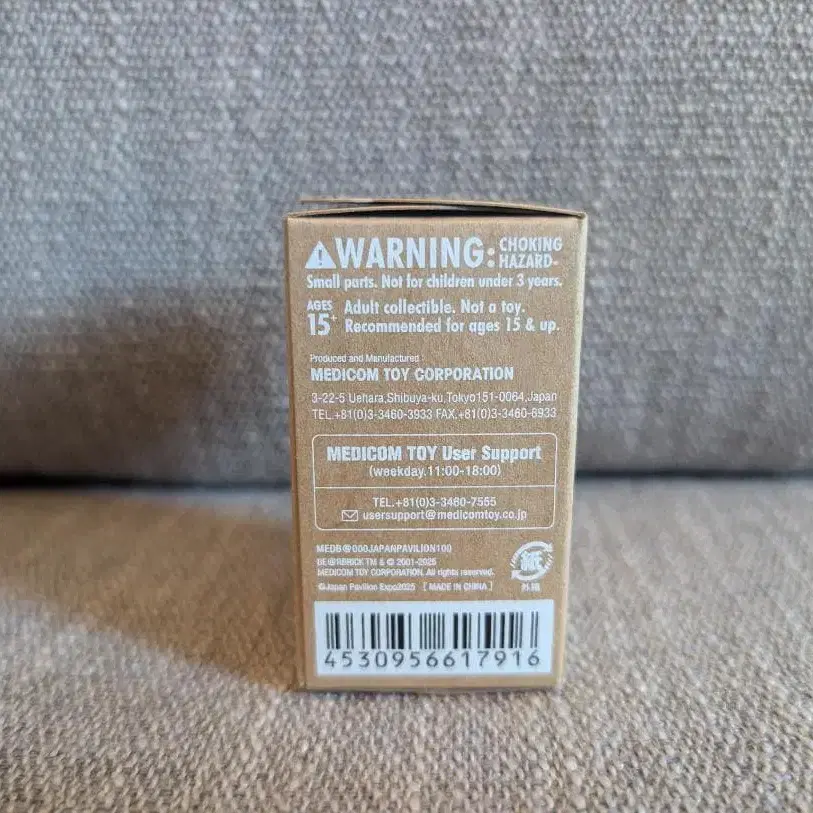 WARNING: CHOKING HAZARD-
Small parts. Not for children under 3 years.
AGES 15+ Adult collectible. Not a toy.
Recommended for ages 15 & up.
Produced and Manufactured
MEDICOM TOY CORPORATION
3-22-5 Uehara,Shibuya-ku,Tokyo151-0064,Japan
TEL.+81(0)3-3460-3933 FAX.+81(0)3-3460-6933
MEDICOM TOY User Support
(weekday.11:00-18:00)
TEL.+81(0)3-3460-7555
usersupport@medicomtoy.co.jp
MEDB@000JAPANPAVILION100
BE@RBRICK TM & © 2001-2025
MEDICOM TOY CORPORATION. All rights reserved.
©Japan Pavilion Expo2025 [ MADE IN CHINA ]
紙
4530956617916